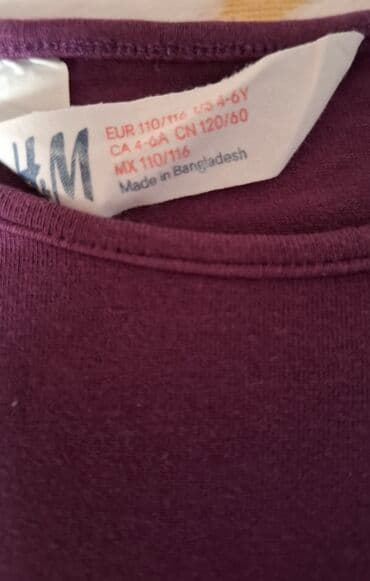 H&M
EUR 110/116 US 4-6Y
CA 4-6A CN 120/60
MX 110/116
Made in Bangladesh